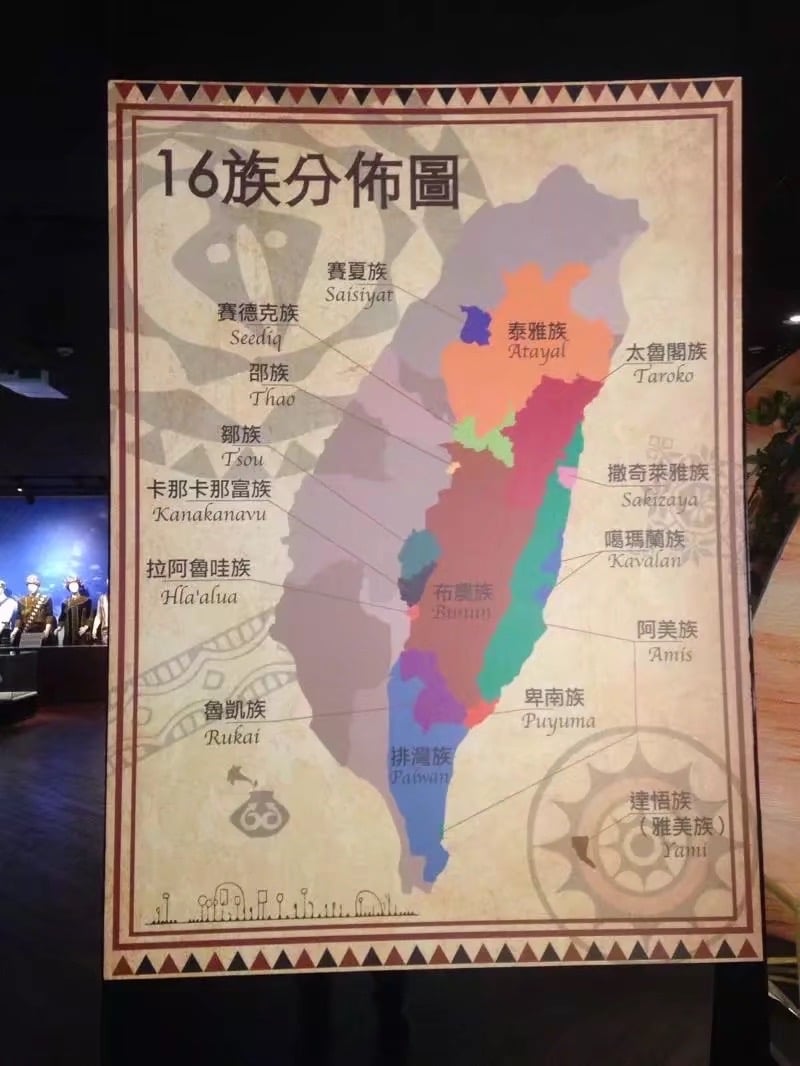 16族分佈圖
賽夏族
Saisiyat
賽德克族
Seediq
泰雅族
Atayal
太魯閣族
Taroko
邵族
Thao
鄒族
Tsou
撒奇萊雅族
Sakizaya
卡那卡那富族
Kanakanavu
噶瑪蘭族
Kavalan
拉阿魯哇族
Hla'alua
布農族
Bunun
阿美族
Amis
魯凱族
Rukai
卑南族
Puyuma
排灣族
Paiwan
達悟族
（雅美族）
Yami